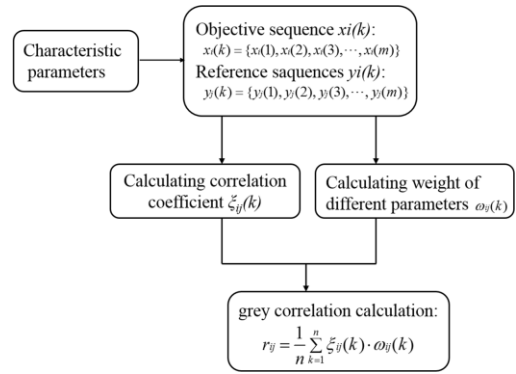 Characteristic
parameters
Objective sequence xi(k):
xi(k) = {xi(1), xi(2), xi(3), ⋯, xi(m)}
Reference saquences yi(k):
yj(k) = {yj(1), yj(2), yj(3), ⋯, yj(m)}
Calculating correlation
coefficient ξij(k)
Calculating weight of
different parameters ωij(k)
grey correlation calculation:
rij = 1/n ∑_{k=1}^{n} ξij(k) · ωij(k)